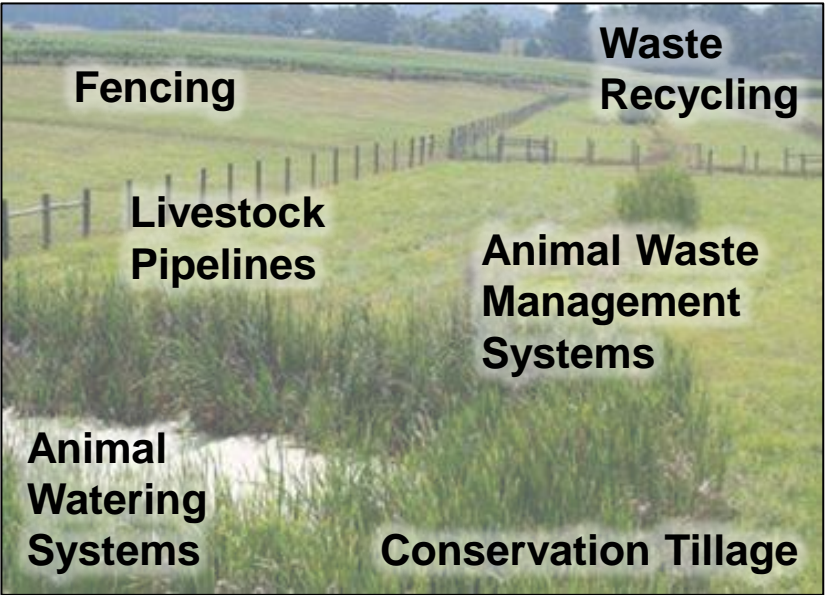 Fencing
Waste
Recycling
Livestock
Pipelines
Animal Waste
Management
Systems
Animal
Watering
Systems
Conservation Tillage